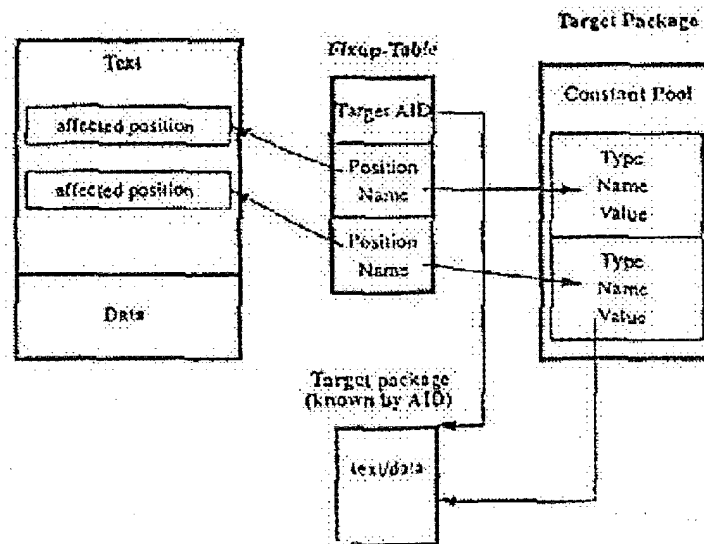 Text
affected position
affected position
Data
Fixup-Table
Target AID
Position
Name
Position
Name
Target Package
Constant Pool
Type
Name
Value
Type
Name
Value
Target package
(known by AID)
text/data